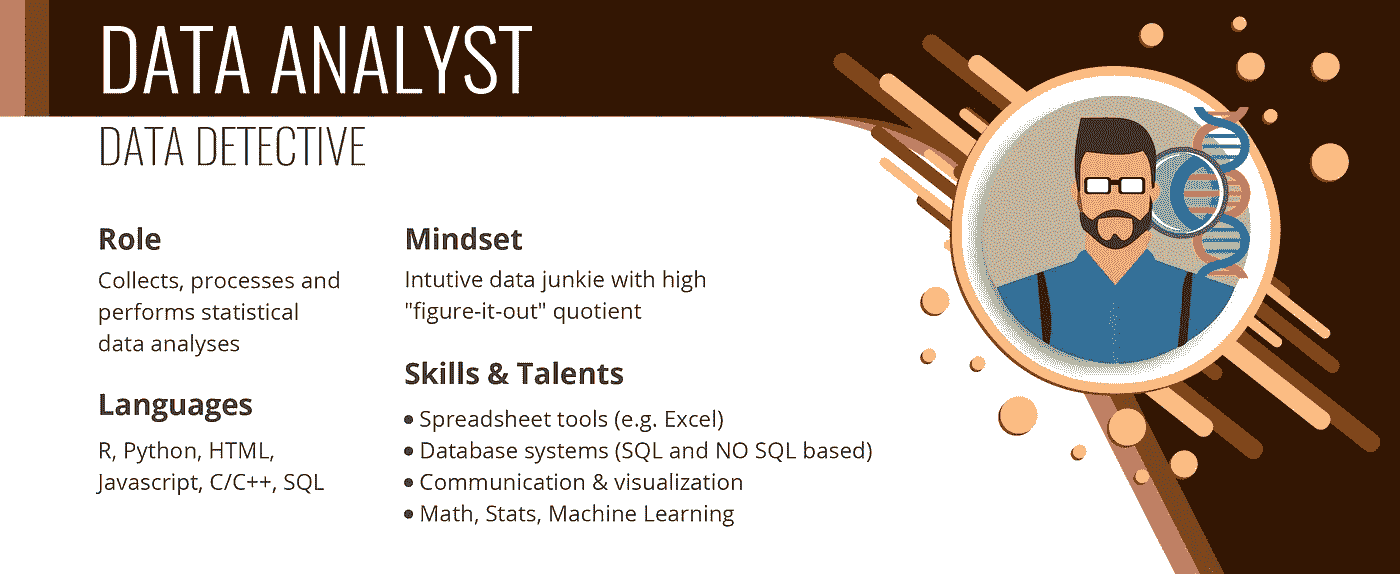 DATA ANALYST
DATA DETECTIVE
Role
Collects, processes and
performs statistical
data analyses
Languages
R, Python, HTML,
Javascript, C/C++, SQL
Mindset
Intutive data junkie with high
"figure-it-out" quotient
Skills & Talents
• Spreadsheet tools (e.g. Excel)
• Database systems (SQL and NO SQL based)
• Communication & visualization
• Math, Stats, Machine Learning